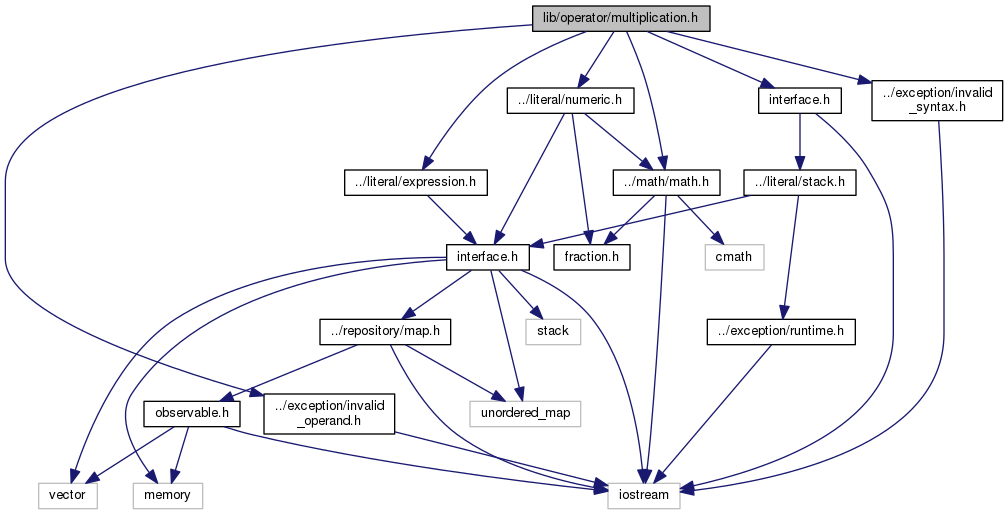 lib/operator/multiplication.h
../literal/numeric.h
interface.h
../exception/invalid
_syntax.h
../literal/expression.h
../math/math.h
../literal/stack.h
interface.h
fraction.h
cmath
../repository/map.h
stack
../exception/runtime.h
observable.h
../exception/invalid
_operand.h
unordered_map
vector
memory
iostream